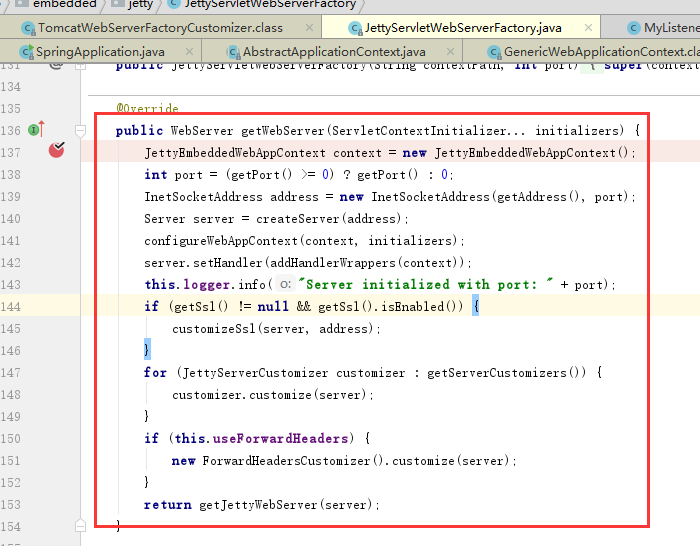 embedded jetty JettyServletWebServerFactory
TomcatWebServerFactoryCustomizer.class JettyServletWebServerFactory.java MyListene
SpringApplication.java AbstractApplicationContext.java GenericWebApplicationContext.cla
131 public JettyServletWebServerFactory(String contextPath, int port) { super(context
134
135 @Override
136 public WebServer getWebServer(ServletContextInitializer... initializers) {
137 JettyEmbeddedWebAppContext context = new JettyEmbeddedWebAppContext();
138 int port = (getPort() >= 0) ? getPort() : 0;
139 InetSocketAddress address = new InetSocketAddress(getAddress(), port);
140 Server server = createServer(address);
141 configureWebAppContext(context, initializers);
142 server.setHandler(addHandlerWrappers(context));
143 this.logger.info( o: "Server initialized with port: " + port);
144 if (getSsl() != null && getSsl().isEnabled()) {
145 customizeSsl(server, address);
146 }
147 for (JettyServerCustomizer customizer : getServerCustomizers()) {
148 customizer.customize(server);
149 }
150 if (this.useForwardHeaders) {
151 new ForwardHeadersCustomizer().customize(server);
152 }
153 return getJettyWebServer(server);
154 }